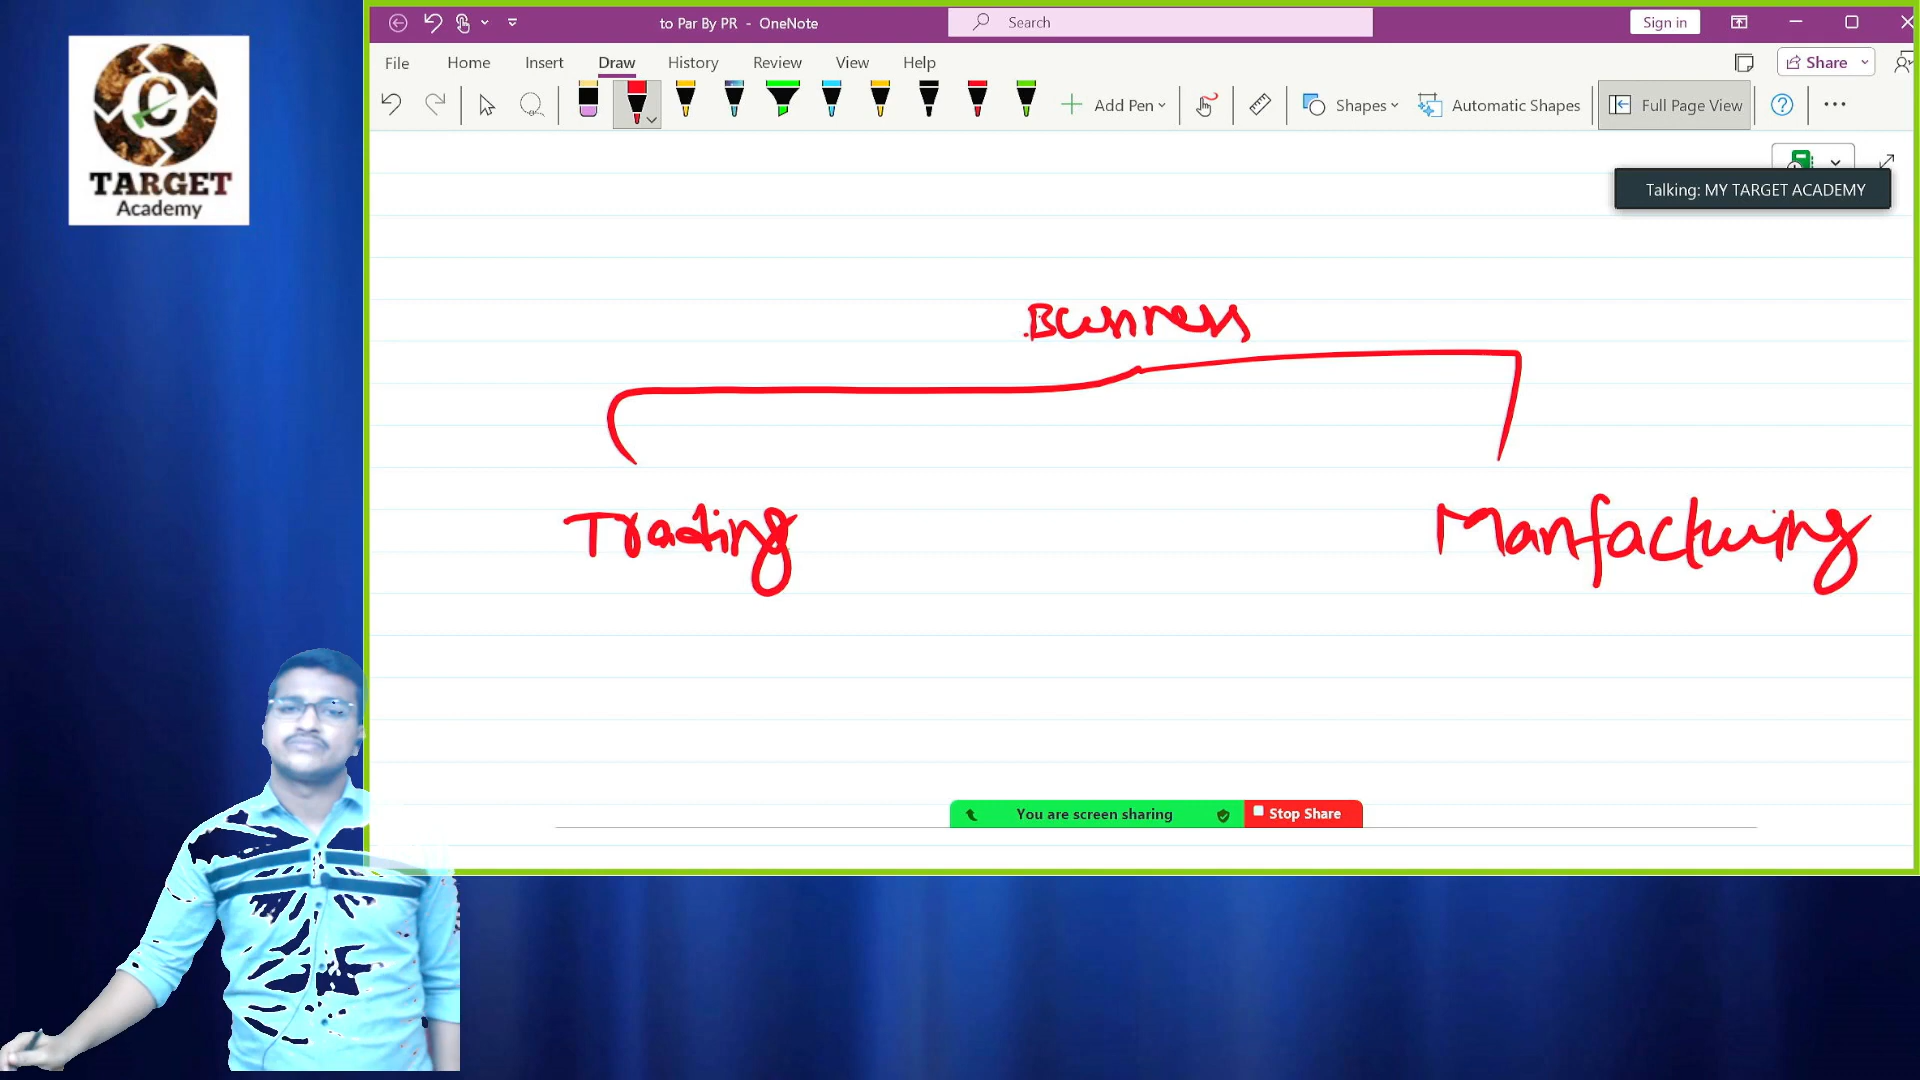 to Par By PR - OneNote
Search
Sign in
File Home Insert Draw History Review View Help
Share
Add Pen
Shapes
Automatic Shapes
Full Page View
Talking: MY TARGET ACADEMY
TARGET
Academy
Business
Trading
Manfacturing
You are screen sharing
Stop Share